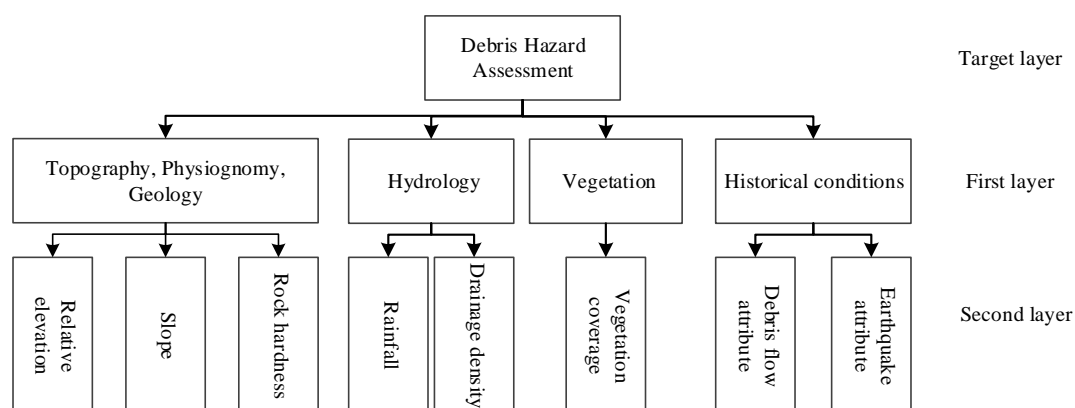 Debris Hazard
Assessment
Target layer
Topography, Physiognomy,
Geology
Hydrology
Vegetation
Historical conditions
First layer
Relative
elevation
Slope
Rock hardness
Rainfall
Drainage density
Vegetation
coverage
Debris flow
attribute
Earthquake
attribute
Second layer